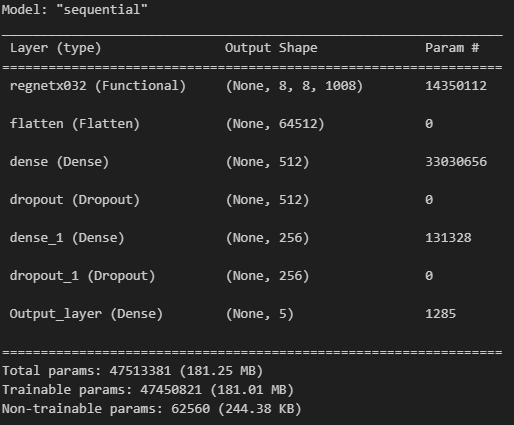 Model: "sequential"
_________________________________________________________________
Layer (type) Output Shape Param #
=================================================================
regnetx032 (Functional) (None, 8, 8, 1008) 14350112
flatten (Flatten) (None, 64512) 0
dense (Dense) (None, 512) 33030656
dropout (Dropout) (None, 512) 0
dense_1 (Dense) (None, 256) 131328
dropout_1 (Dropout) (None, 256) 0
Output_layer (Dense) (None, 5) 1285
=================================================================
Total params: 47513381 (181.25 MB)
Trainable params: 47450821 (181.01 MB)
Non-trainable params: 62560 (244.38 KB)